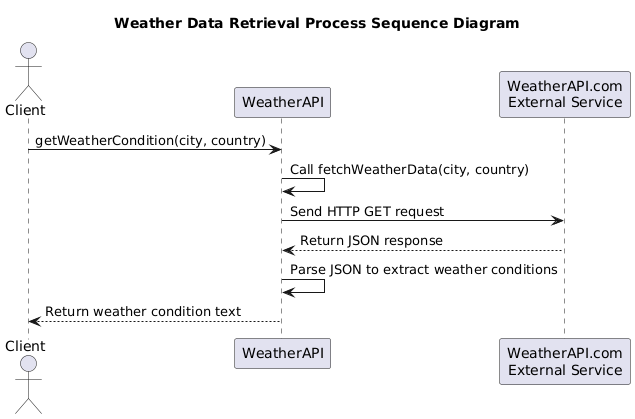 Weather Data Retrieval Process Sequence Diagram
Client
WeatherAPI
WeatherAPI.com
External Service
getWeatherCondition(city, country)
Call fetchWeatherData(city, country)
Send HTTP GET request
Return JSON response
Parse JSON to extract weather conditions
Return weather condition text
Client
WeatherAPI
WeatherAPI.com
External Service